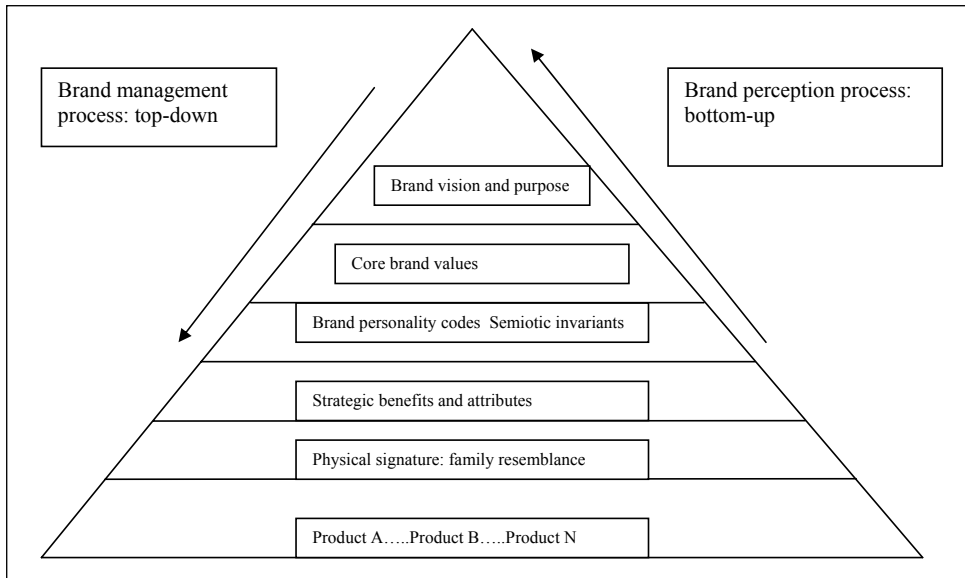 Brand management
process: top-down
Brand perception process:
bottom-up
Brand vision and purpose
Core brand values
Brand personality codes  Semiotic invariants
Strategic benefits and attributes
Physical signature: family resemblance
Product A…..Product B…..Product N